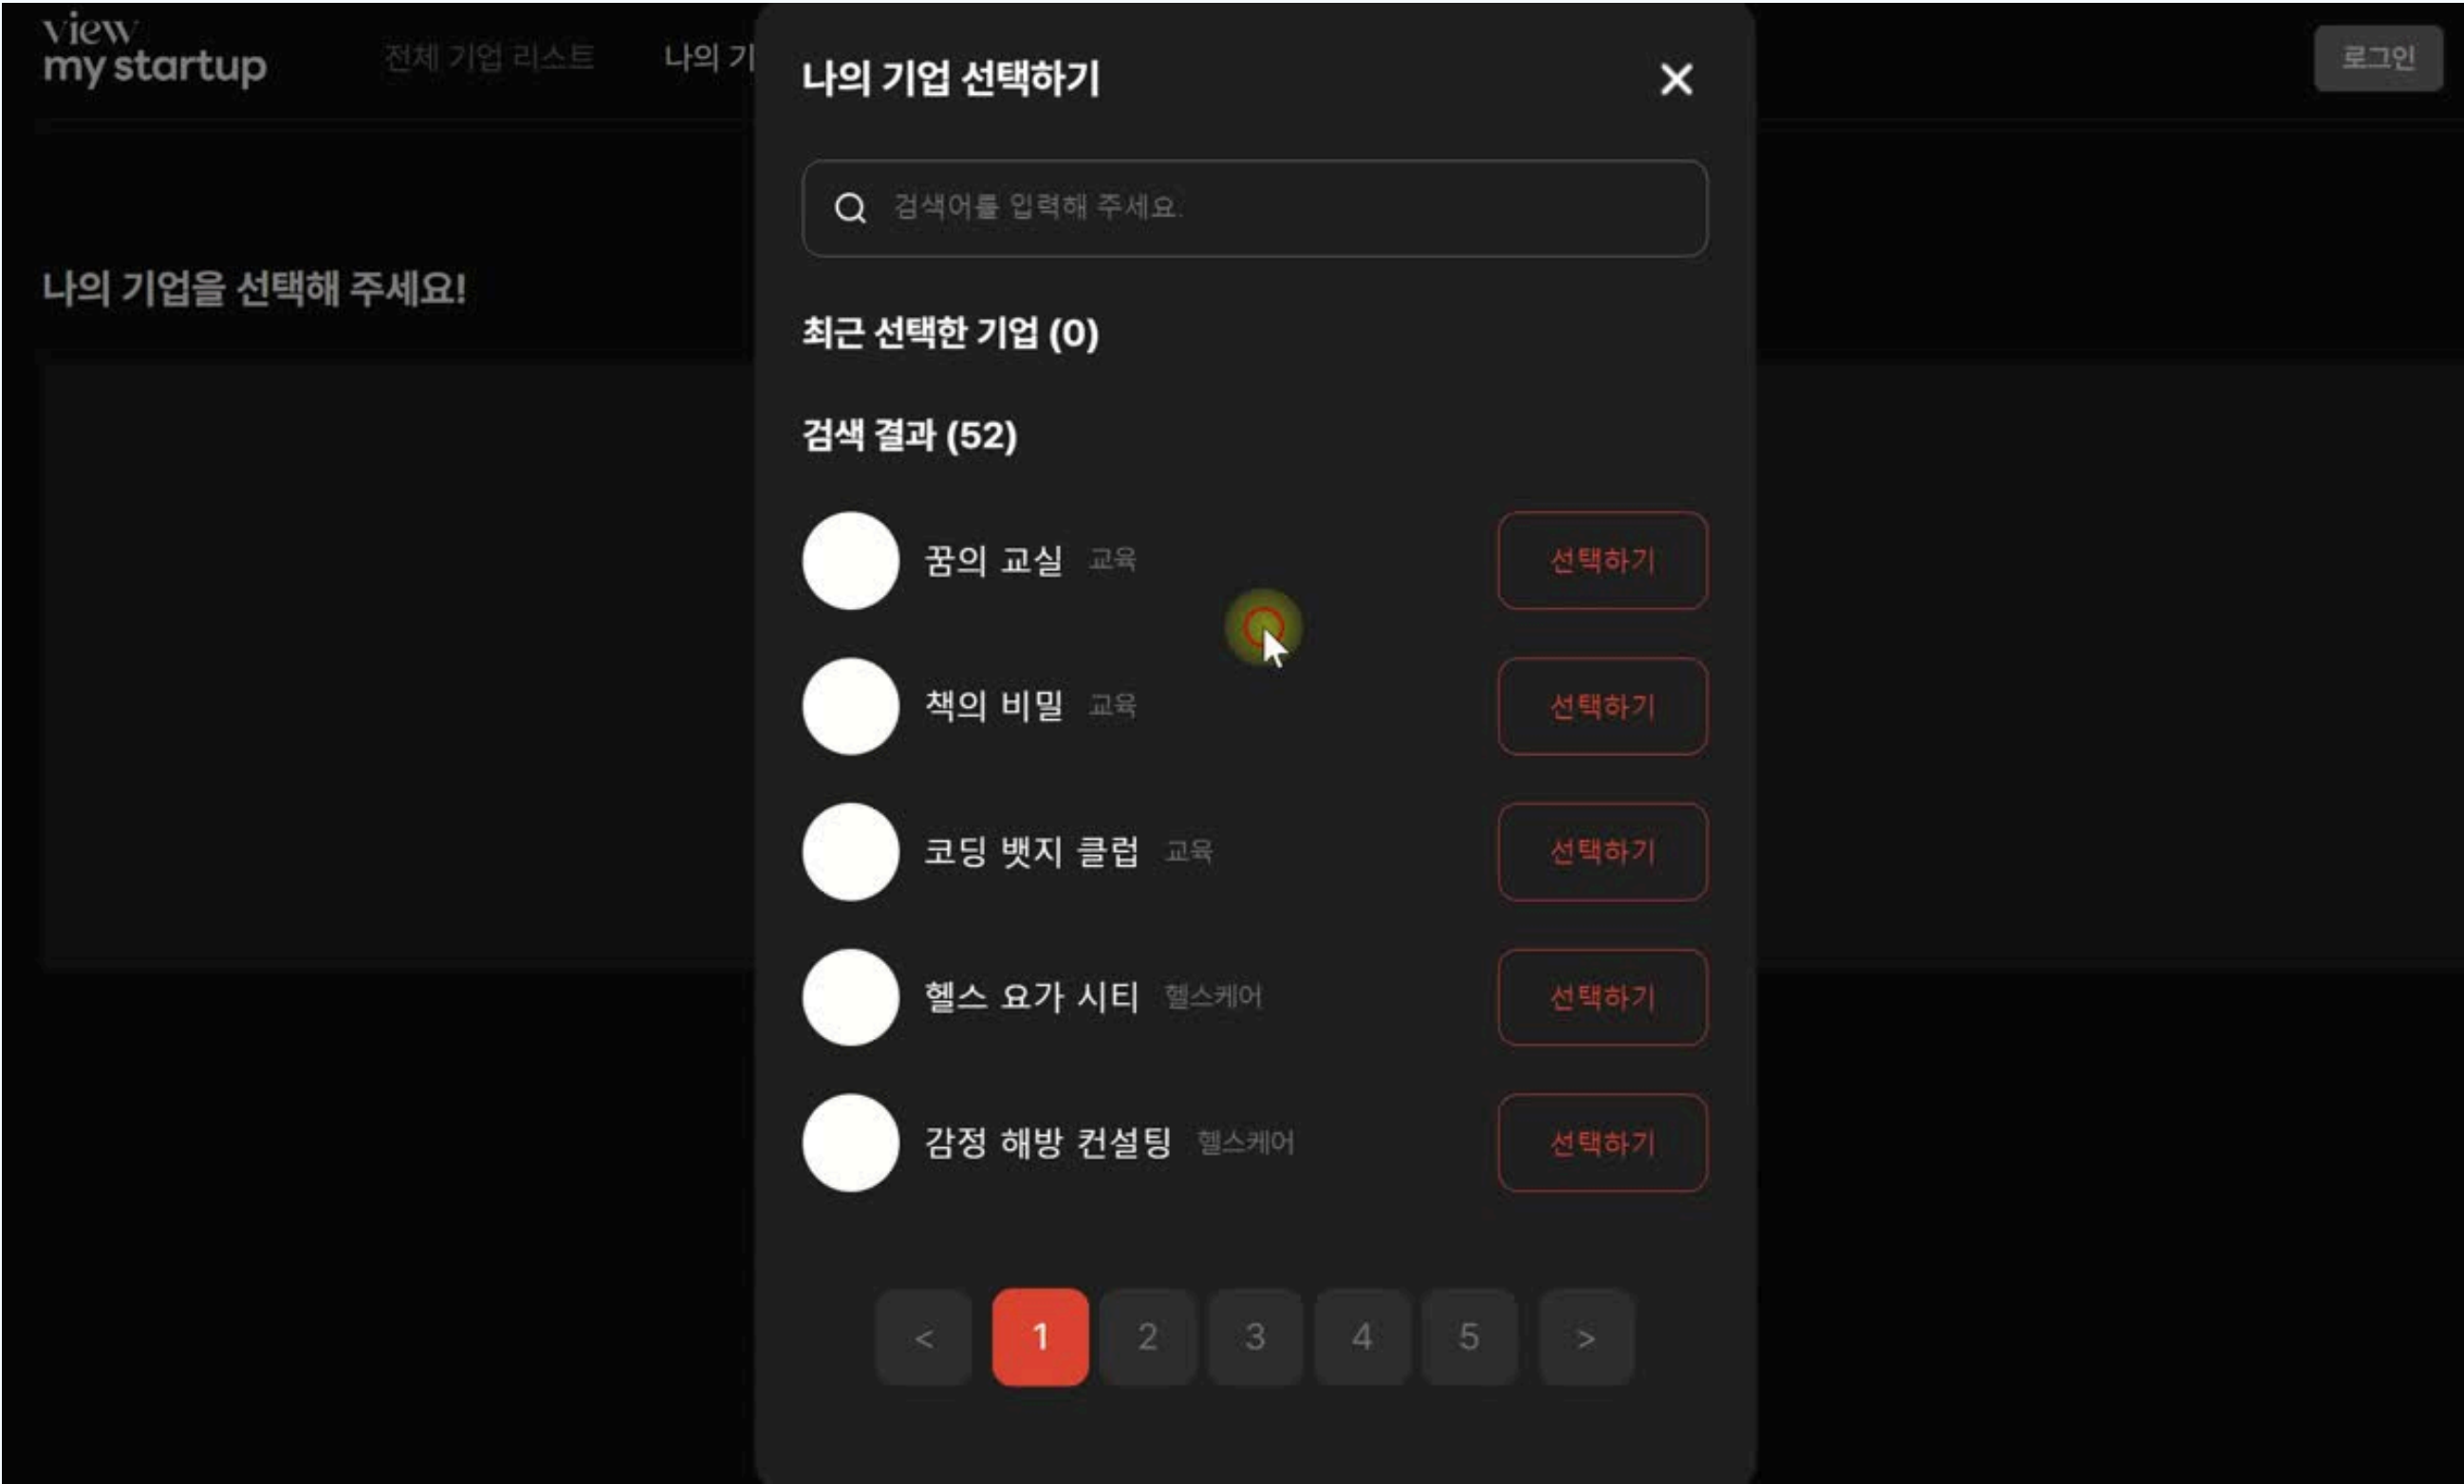 view
my startup
전체 기업 리스트
나의 기
로그인
나의 기업을 선택해 주세요!
나의 기업 선택하기
검색어를 입력해 주세요.
최근 선택한 기업 (0)
검색 결과 (52)
꿈의 교실 교육 선택하기
책의 비밀 교육 선택하기
코딩 뱃지 클럽 교육 선택하기
헬스 요가 시티 헬스케어 선택하기
감정 해방 컨설팅 헬스케어 선택하기
< 1 2 3 4 5 >